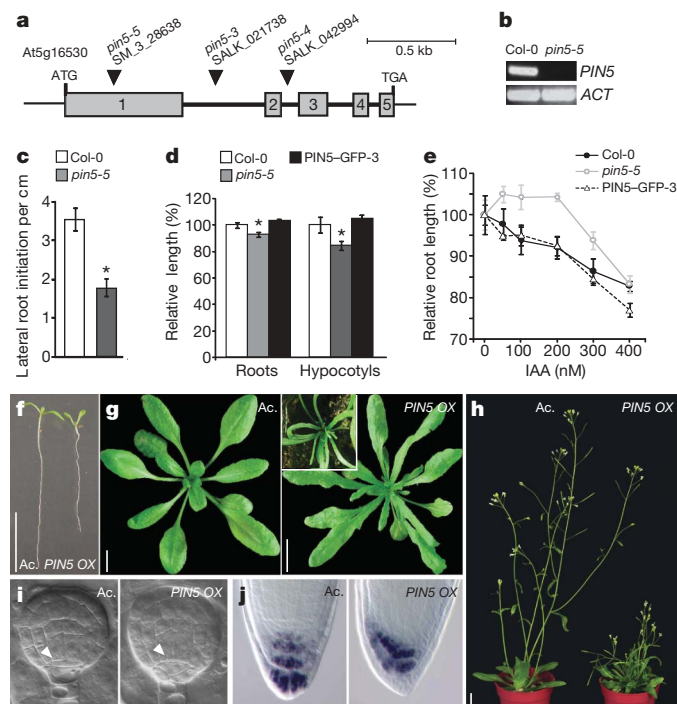 a
At5g16530
ATG
pin5-5
SM_3_28638
pin5-3
SALK_021738
pin5-4
SALK_042994
0.5 kb
TGA
1
2
3
4
5
b
Col-0 pin5-5
PIN5
ACT
c
Col-0
pin5-5
Lateral root initiation per cm
4
3
2
1
0
*
d
Col-0
pin5-5
PIN5–GFP-3
Relative length (%)
120
100
80
60
40
20
0
*
*
Roots
Hypocotyls
e
Col-0
pin5-5
PIN5–GFP-3
Relative root length (%)
110
100
90
80
70
0 100 200 300 400
IAA (nM)
f
Ac. PIN5 OX
g
Ac.
PIN5 OX
h
Ac.
PIN5 OX
i
Ac.
PIN5 OX
j
Ac.
PIN5 OX